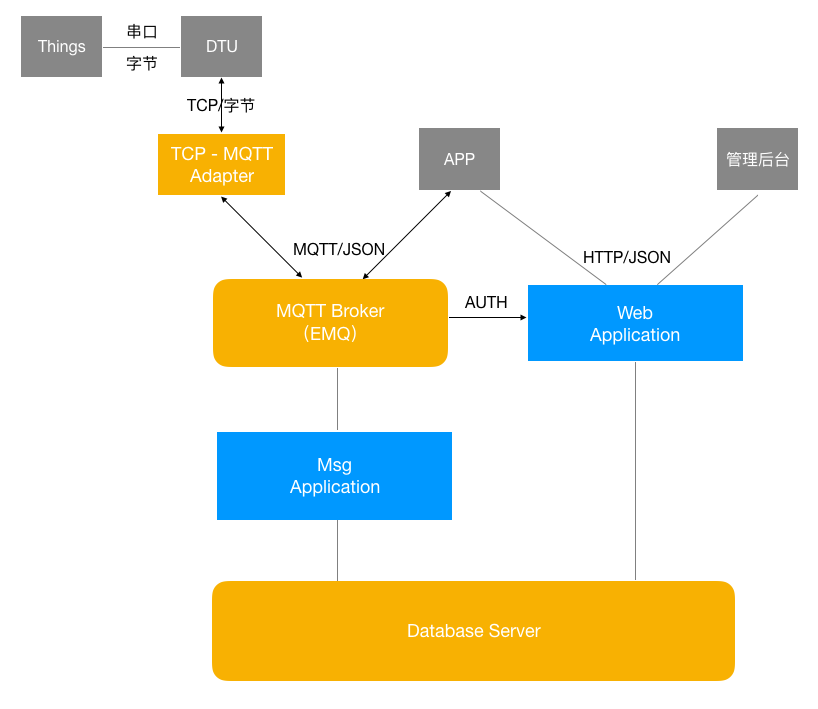 串口
Things
DTU
字节
TCP/字节
TCP - MQTT
Adapter
APP
管理后台
MQTT/JSON
HTTP/JSON
MQTT Broker
（EMQ）
AUTH
Web
Application
Msg
Application
Database Server